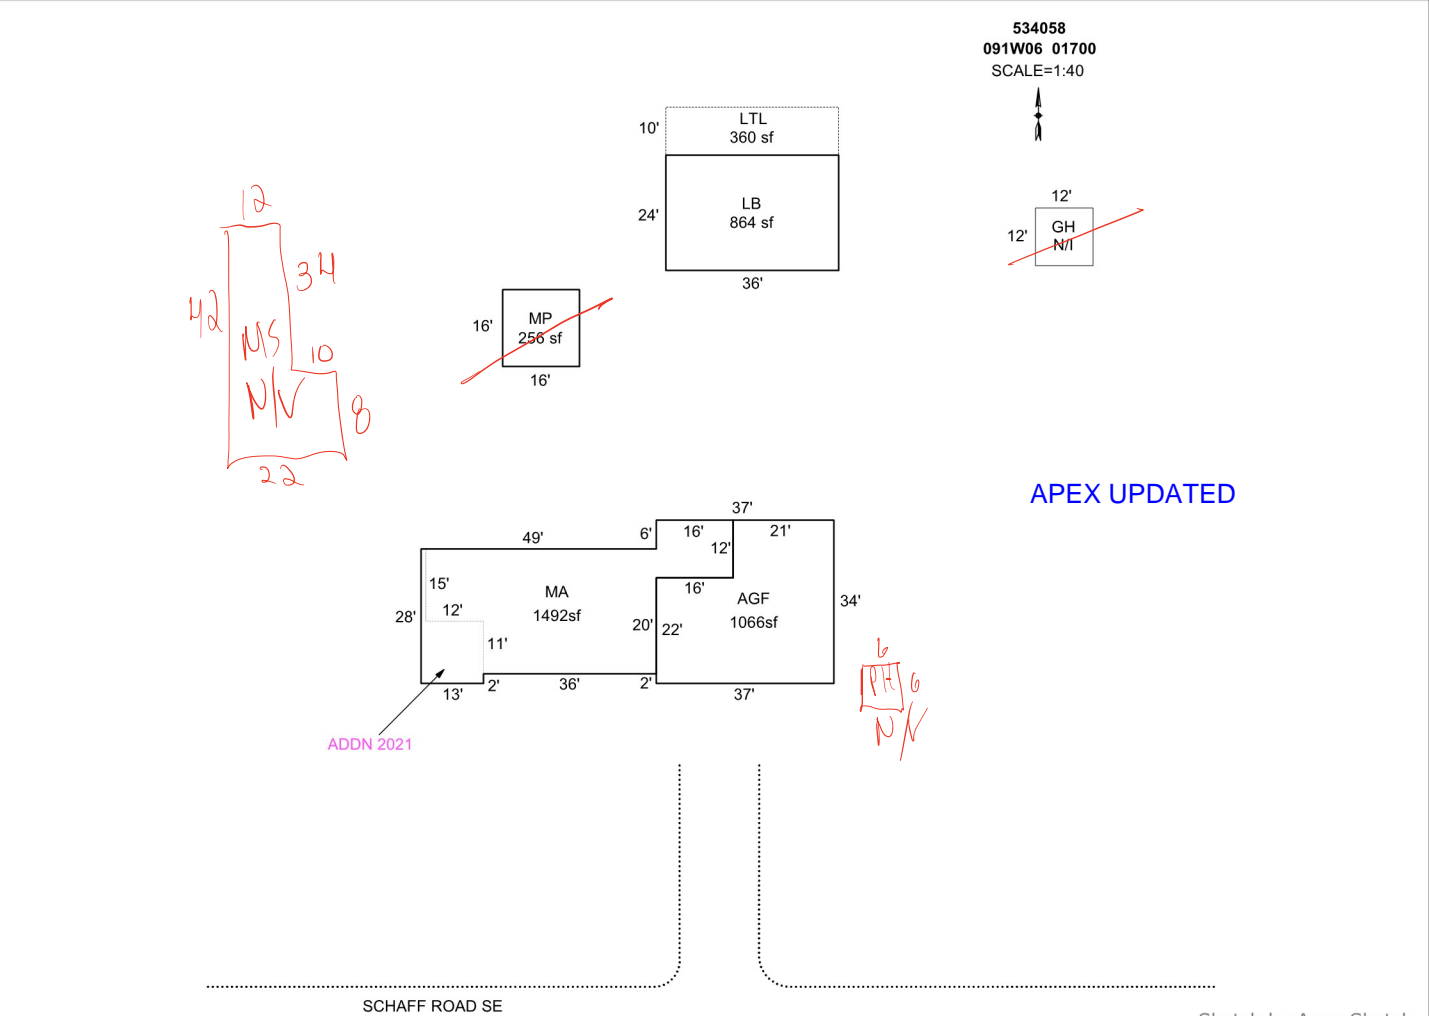 534058
091W06 01700
SCALE=1:40
10'
LTL
360 sf
24'
LB
864 sf
36'
12'
12'
GH
N/I
12
42
34
MS
10
N/V
8
22
16'
MP
256 sf
16'
APEX UPDATED
37'
49'
6'
16'
21'
12'
15'
MA
16'
AGF
34'
28'
12'
1492sf
20'
22'
1066sf
11'
13'
2'
36'
2'
37'
6
PH
6
N/V
ADDN 2021
SCHAFF ROAD SE